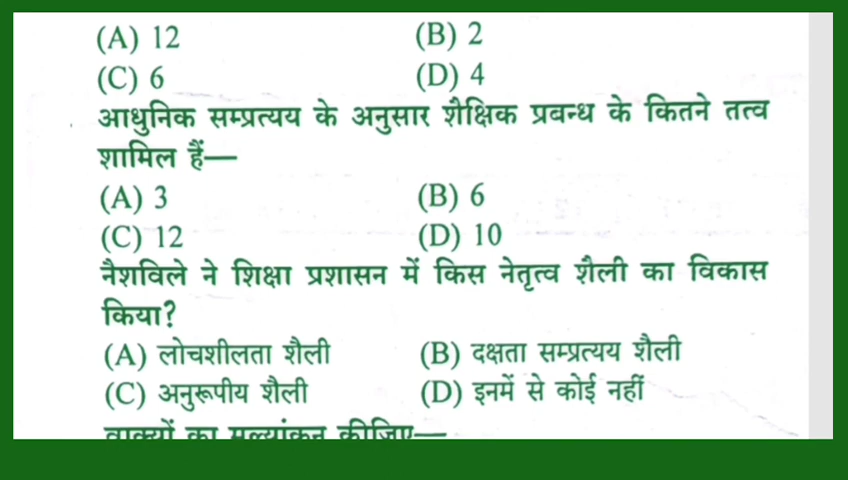 (A) 12 (B) 2
(C) 6 (D) 4
आधुनिक सम्प्रत्यय के अनुसार शैक्षिक प्रबन्ध के कितने तत्व
शामिल हैं—
(A) 3 (B) 6
(C) 12 (D) 10
नैशविले ने शिक्षा प्रशासन में किस नेतृत्व शैली का विकास
किया?
(A) लोचशीलता शैली (B) दक्षता सम्प्रत्यय शैली
(C) अनुरूपीय शैली (D) इनमें से कोई नहीं
वाक्यों का मूल्यांकन कीजिए—